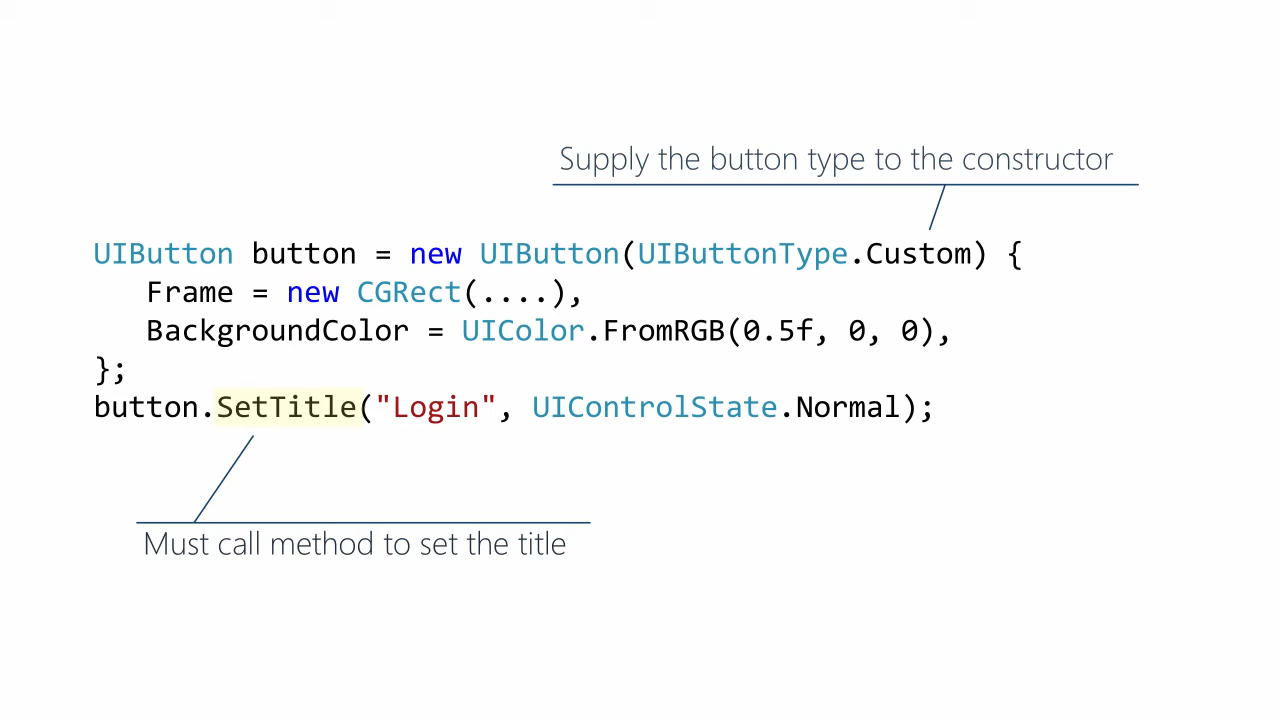 Supply the button type to the constructor
UIButton button = new UIButton(UIButtonType.Custom) {
   Frame = new CGRect(....),
   BackgroundColor = UIColor.FromRGB(0.5f, 0, 0),
};
button.SetTitle("Login", UIControlState.Normal);
Must call method to set the title